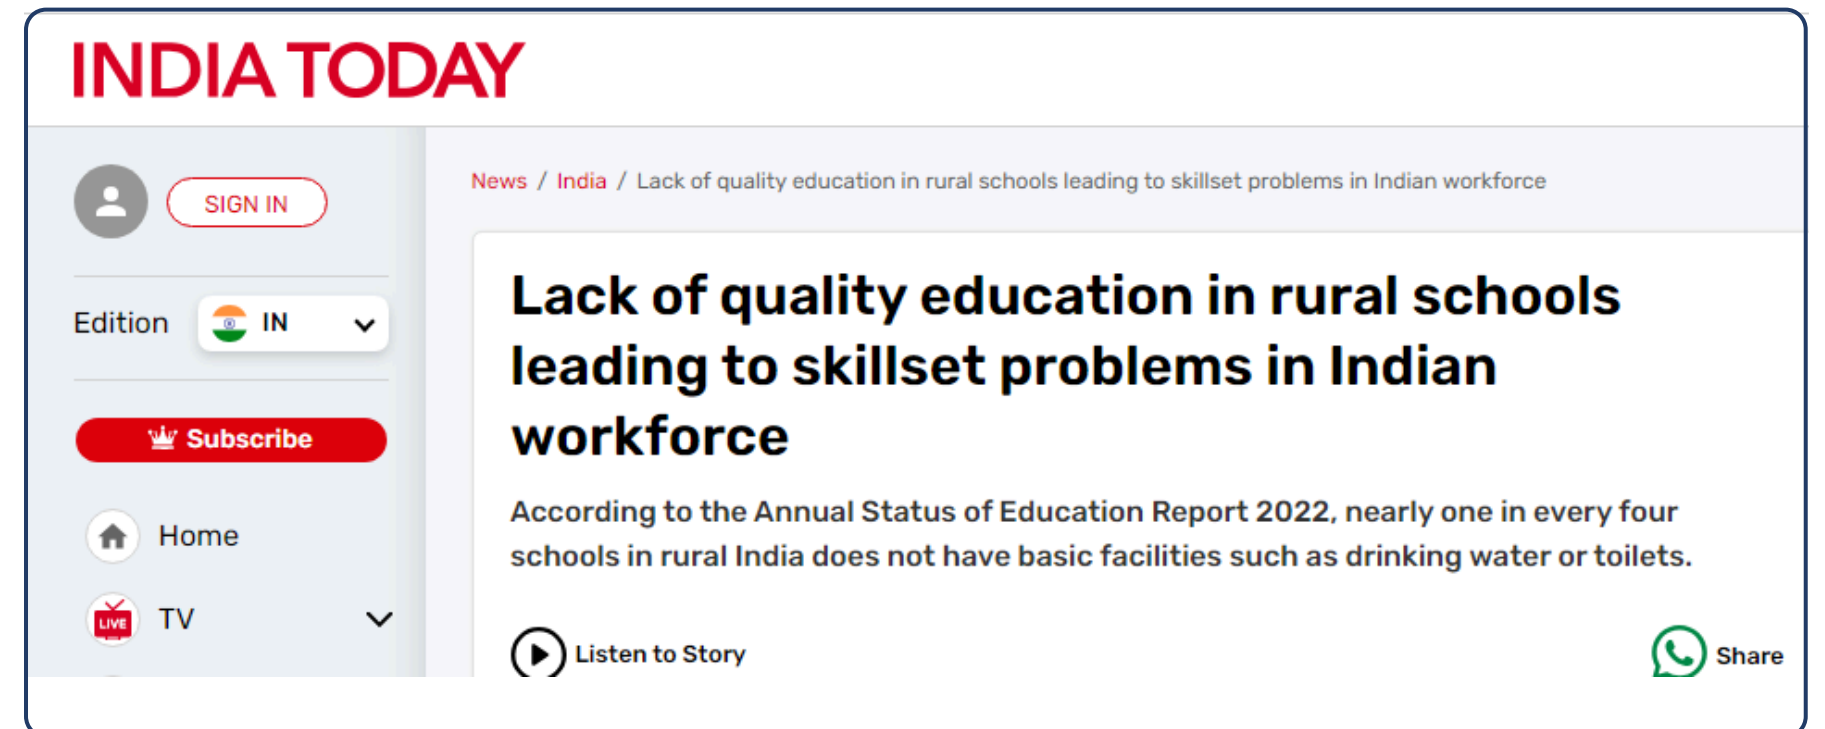 INDIA TODAY
SIGN IN
Edition
IN
Subscribe
Home
LIVE
TV
News / India / Lack of quality education in rural schools leading to skillset problems in Indian workforce
Lack of quality education in rural schools
leading to skillset problems in Indian
workforce
According to the Annual Status of Education Report 2022, nearly one in every four
schools in rural India does not have basic facilities such as drinking water or toilets.
Listen to Story
Share